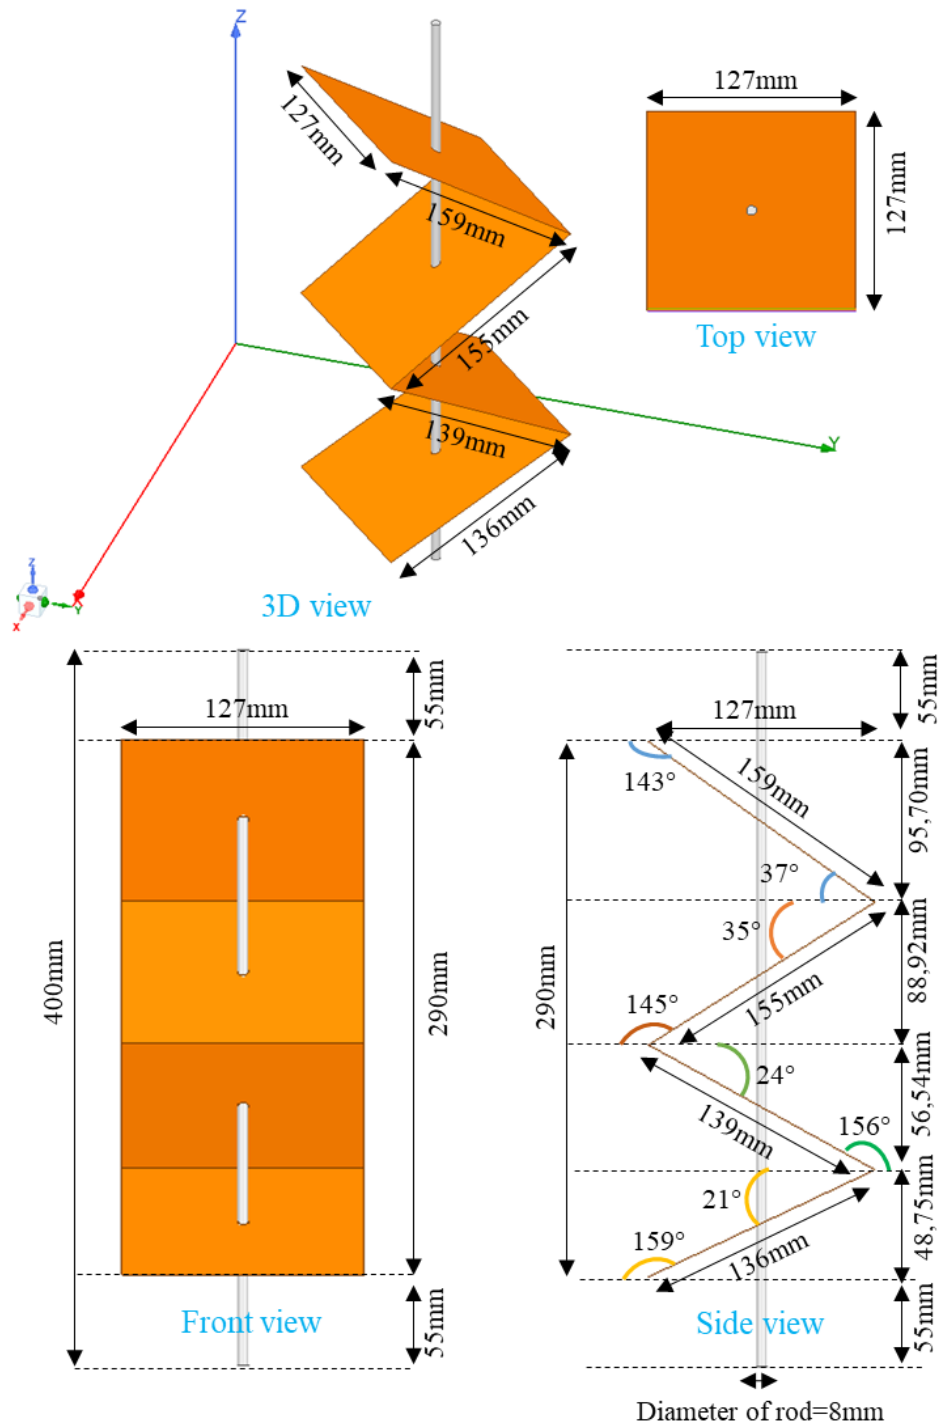 Z
127mm
159mm
155mm
139mm
136mm
Y
Z
Y
X
3D view
127mm
127mm
Top view
127mm
55mm
400mm
290mm
55mm
Front view
55mm
127mm
143°
159mm
95,70mm
37°
35°
88,92mm
290mm
145°
155mm
24°
56,54mm
139mm
156°
21°
48,75mm
159°
136mm
Side view
55mm
Diameter of rod=8mm